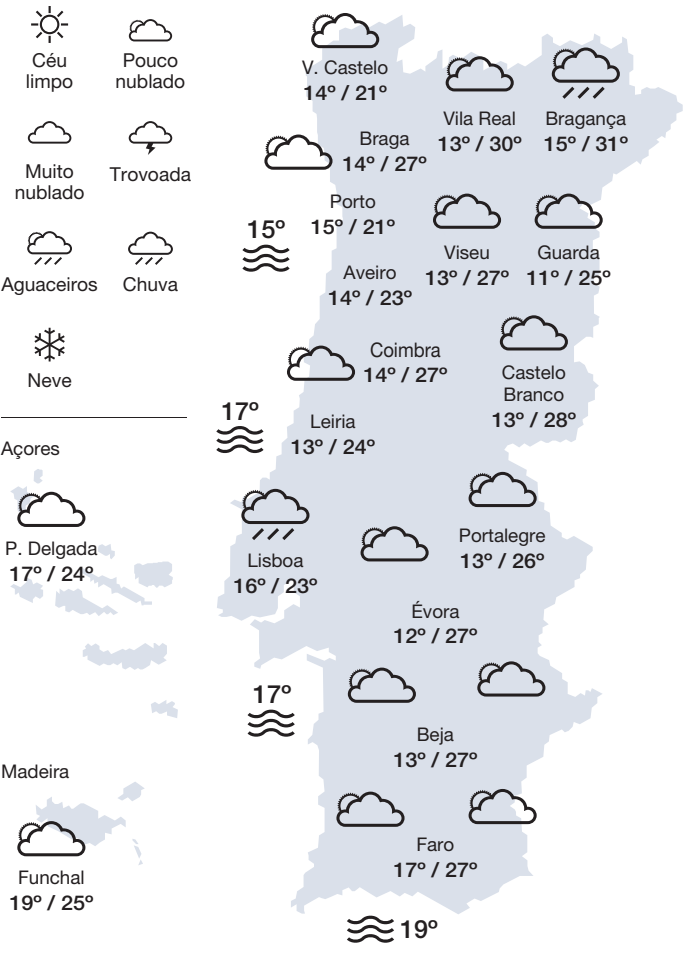 Céu
limpo
Pouco
nublado
Muito
nublado
Trovoada
Aguaceiros
Chuva
Neve
Açores
P. Delgada
17º / 24º
Madeira
Funchal
19º / 25º
V. Castelo
14º / 21º
Vila Real
13º / 30º
Bragança
15º / 31º
Braga
14º / 27º
Porto
15º / 21º
15º
Viseu
13º / 27º
Guarda
11º / 25º
Aveiro
14º / 23º
Coimbra
14º / 27º
Castelo
Branco
13º / 28º
17º
Leiria
13º / 24º
Lisboa
16º / 23º
Portalegre
13º / 26º
Évora
12º / 27º
17º
Beja
13º / 27º
Faro
17º / 27º
19º